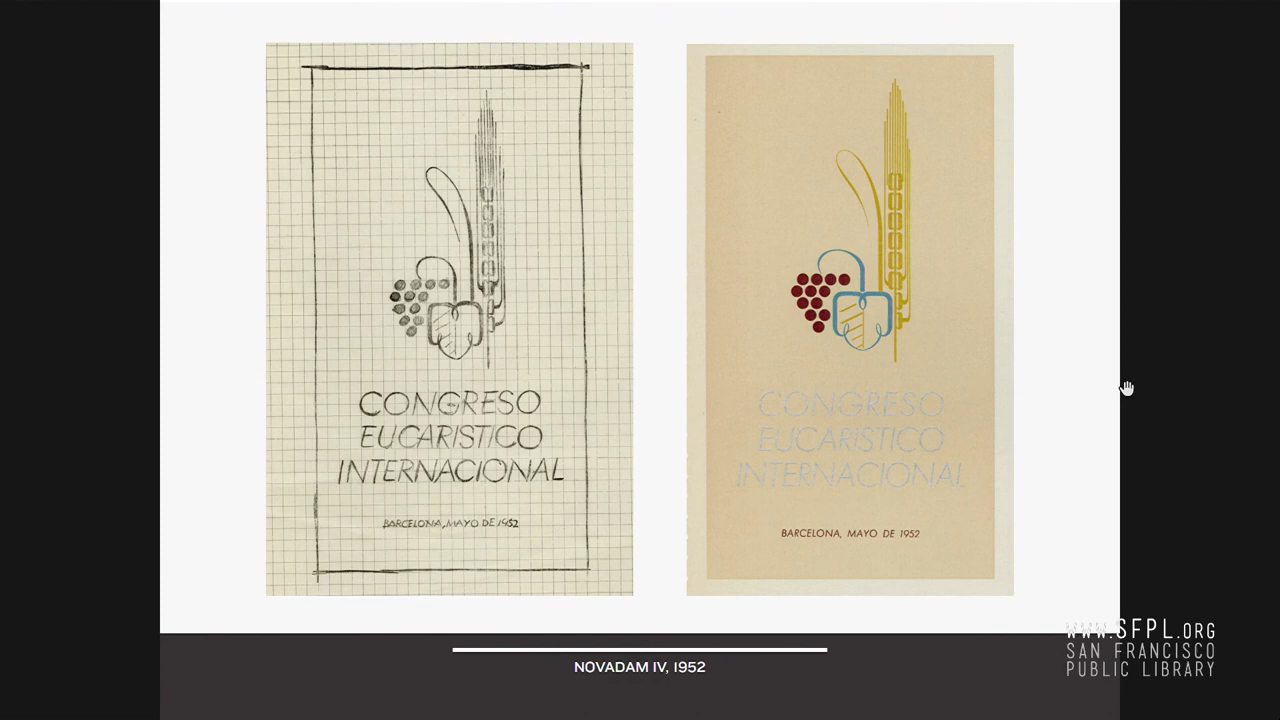 CONGRESO
EUCARISTICO
INTERNACIONAL
BARCELONA, MAYO DE 1952
CONGRESO
EUCARISTICO
INTERNACIONAL
BARCELONA, MAYO DE 1952
NOVADAM IV, 1952
WWW.SFPL.ORG
SAN FRANCISCO
PUBLIC LIBRARY